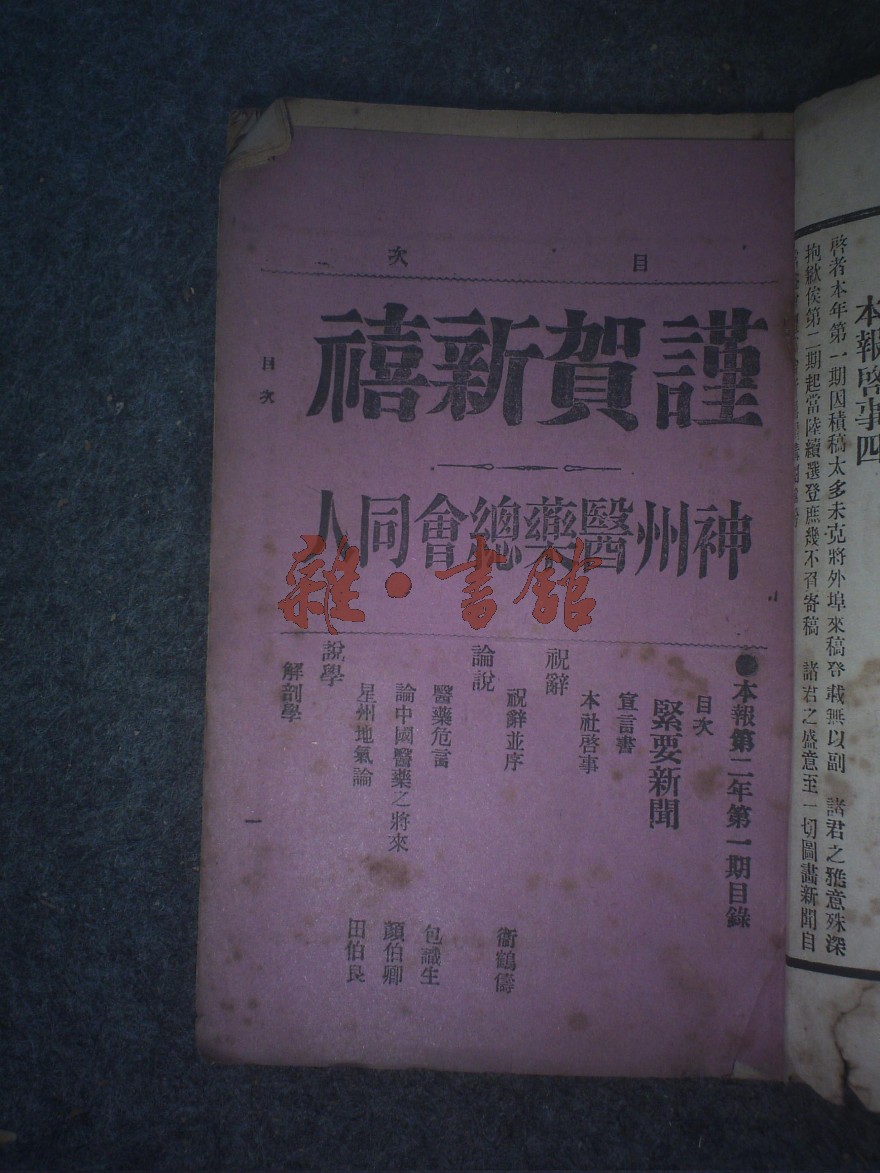 本報啓事四
啓者本年第一期因積稿太多未克將外埠來稿登載無以副 諸君之雅意殊深
抱歉俟第二期起當陸續選登庶幾不負寄稿 諸君之盛意至一切圖畫新聞自
目 次
謹賀新禧
神州醫藥總會同人
雜·書館
●本報第二年第一期目錄
目次
緊要新聞
宣言書
本社啓事
祝辭
祝辭並序 衞鶴儔
論說
醫藥危言 包識生
論中國醫藥之將來 顏伯卿
星州地氣論 田伯良
說學
解剖學
目次
一